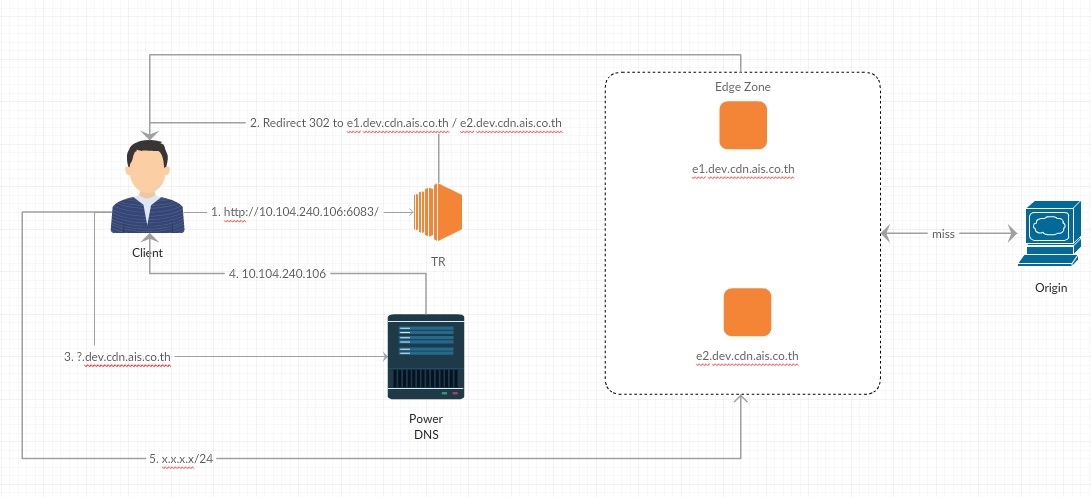 Edge Zone
2. Redirect 302 to e1.dev.cdn.ais.co.th / e2.dev.cdn.ais.co.th
e1.dev.cdn.ais.co.th
1. http://10.104.240.106:6083/
miss
Client
TR
4. 10.104.240.106
Origin
3. ?.dev.cdn.ais.co.th
e2.dev.cdn.ais.co.th
Power
DNS
5. x.x.x.x/24